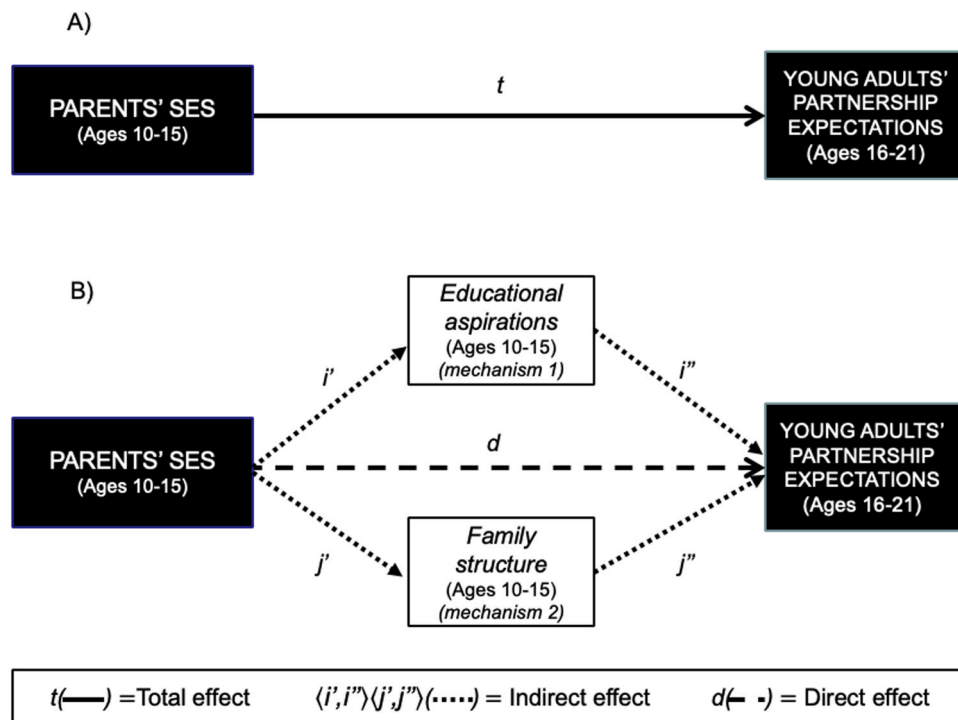 A)
PARENTS' SES
(Ages 10-15)
t
YOUNG ADULTS'
PARTNERSHIP
EXPECTATIONS
(Ages 16-21)
B)
Educational
aspirations
(Ages 10-15)
(mechanism 1)
i'
i”
PARENTS' SES
(Ages 10-15)
d
YOUNG ADULTS'
PARTNERSHIP
EXPECTATIONS
(Ages 16-21)
Family
structure
(Ages 10-15)
(mechanism 2)
j'
j”
t(——) =Total effect ⟨i',i”⟩⟨j',j”⟩(·····) = Indirect effect d(– -) = Direct effect